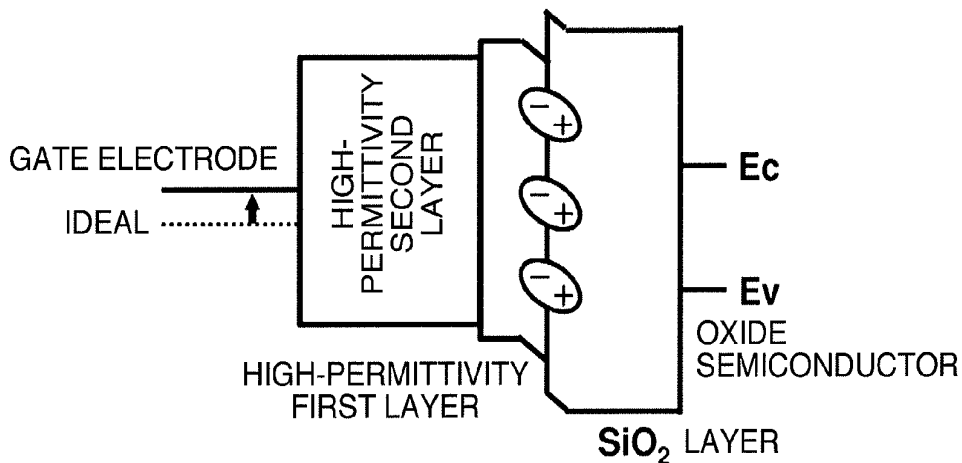 GATE ELECTRODE
IDEAL
HIGH-
PERMITTIVITY
SECOND
LAYER
−
+
−
+
−
+
Ec
Ev
OXIDE
SEMICONDUCTOR
HIGH-PERMITTIVITY
FIRST LAYER
SiO₂ LAYER